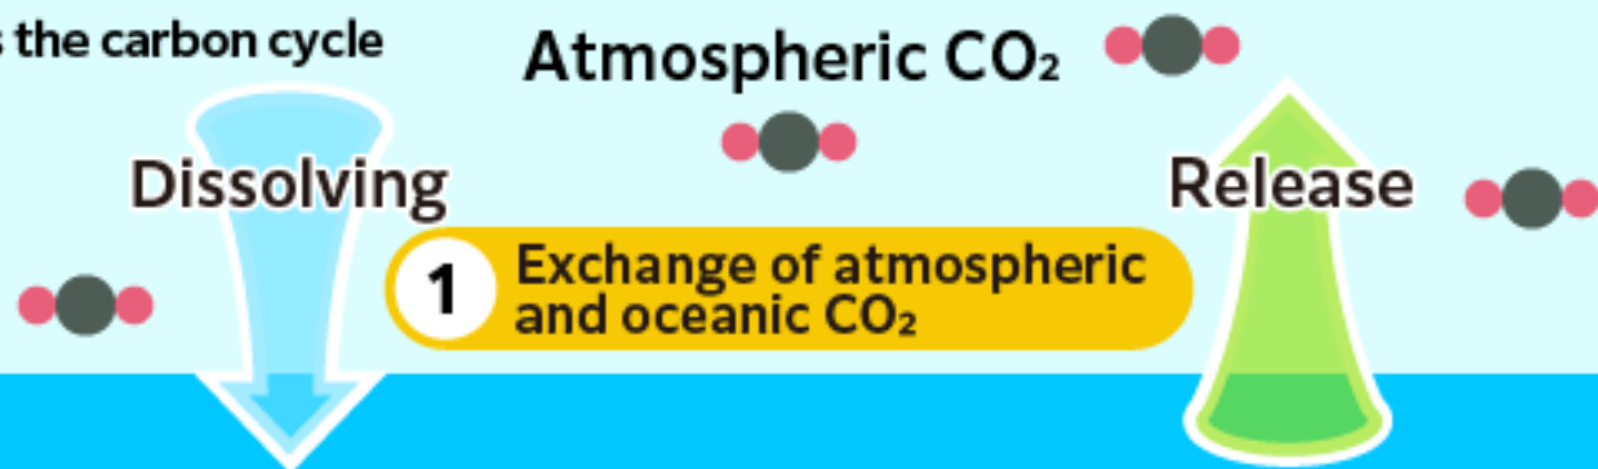 the carbon cycle
Atmospheric CO₂
Dissolving
Release
1
Exchange of atmospheric
and oceanic CO₂